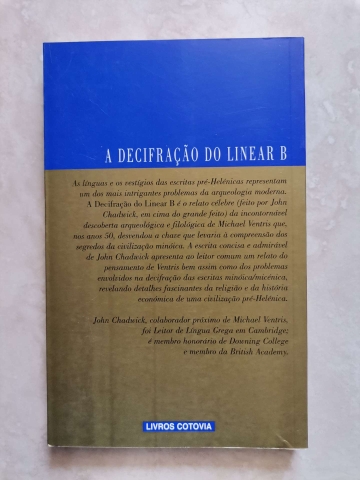 A DECIFRAÇÃO DO LINEAR B
As línguas e os vestígios das escritas pré-Helénicas representam
um dos mais intrigantes problemas da arqueologia moderna.
A Decifração do Linear B é o relato célebre (feito por John
Chadwick, em cima do grande feito) da incontornável
descoberta arqueológica e filológica de Michael Ventris que,
nos anos 50, desvendou a chave que levaria à compreensão dos
segredos da civilização minóica. A escrita concisa e admirável
de John Chadwick apresenta ao leitor comum um relato do
pensamento de Ventris bem assim como dos problemas
envolvidos na decifração das escritas minóica/micénica,
revelando detalhes fascinantes da religião e da história
económica de uma civilização pré-Helénica.
John Chadwick, colaborador próximo de Michael Ventris,
foi Leitor de Língua Grega em Cambridge;
é membro honorário de Downing College
e membro da British Academy.
LIVROS COTOVIA